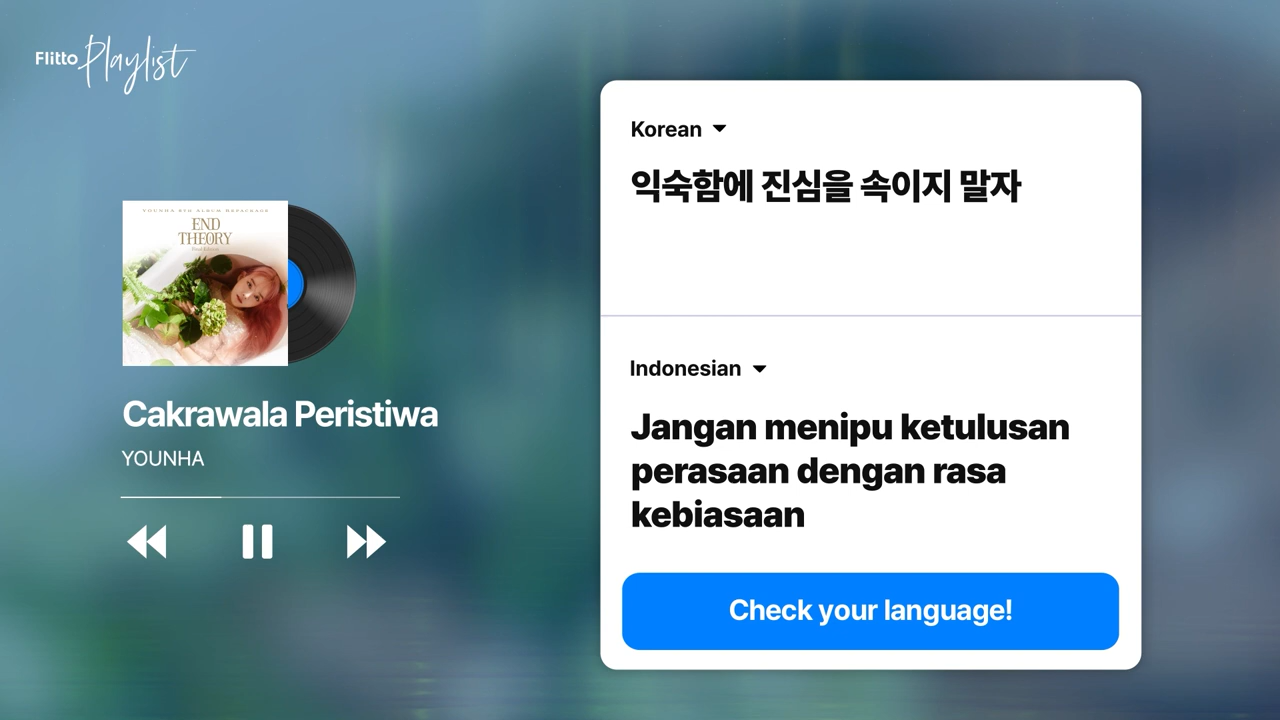 Flitto Playlist
YOUNHA 6TH ALBUM REPACKAGE
END
THEORY
Cakrawala Peristiwa
YOUNHA
Korean
익숙함에 진심을 속이지 말자
Indonesian
Jangan menipu ketulusan
perasaan dengan rasa
kebiasaan
Check your language!